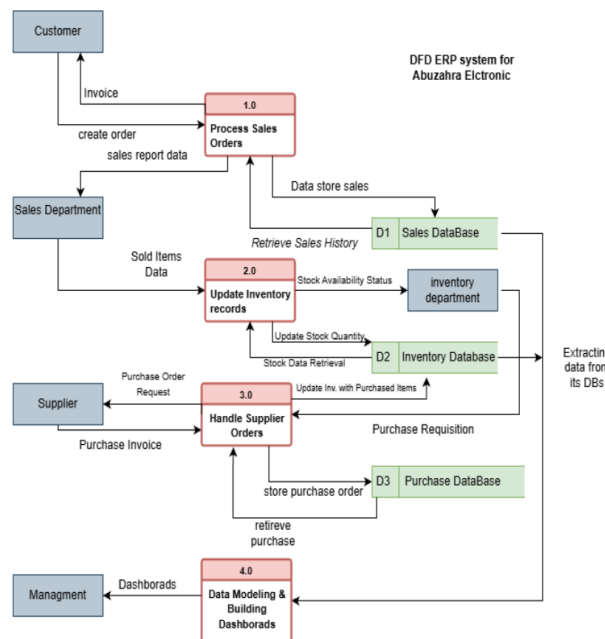 Customer
DFD ERP system for
Abuzahra Elctronic
Invoice
1.0
Process Sales
Orders
create order
sales report data
Data store sales
Sales Department
D1 Sales DataBase
Retrieve Sales History
Sold Items
Data
2.0
Update Inventory
records
Stock Availability Status
inventory
department
Update Stock Quantity
D2 Inventory Database
Stock Data Retrieval
Extractin
data from
its DBs
Purchase Order
Request
3.0
Handle Supplier
Orders
Update Inv. with Purchased Items
Supplier
Purchase Invoice
Purchase Requisition
D3 Purchase DataBase
store purchase order
retireve
purchase
4.0
Data Modeling &
Building
Dashborads
Dashborads
Managment